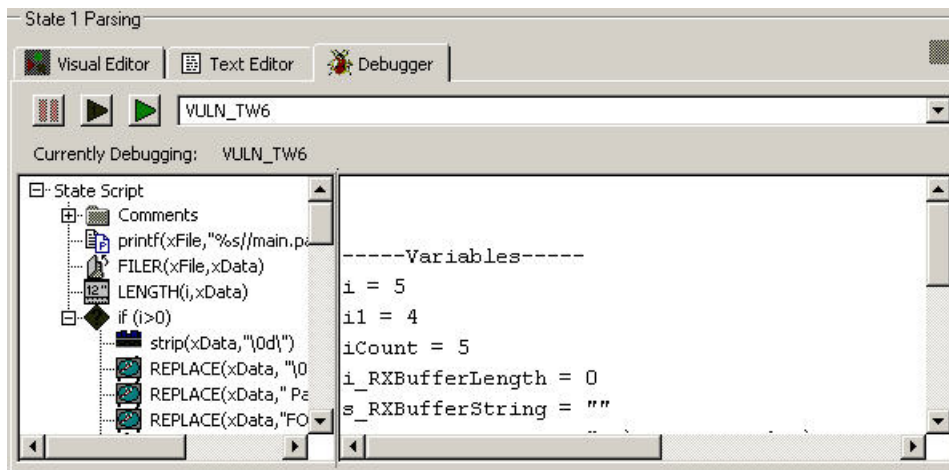 State 1 Parsing
Visual Editor
Text Editor
Debugger
VULN_TW6
Currently Debugging: VULN_TW6
State Script
Comments
printf(xFile,"%s//main.pa
FILER(xFile,xData)
LENGTH(i,xData)
if (i>0)
strip(xData,"\0d\")
REPLACE(xData, "\0
REPLACE(xData," Pa
REPLACE(xData,"FO
-----Variables-----
i = 5
i1 = 4
iCount = 5
i_RXBufferLength = 0
s_RXBufferString = ""